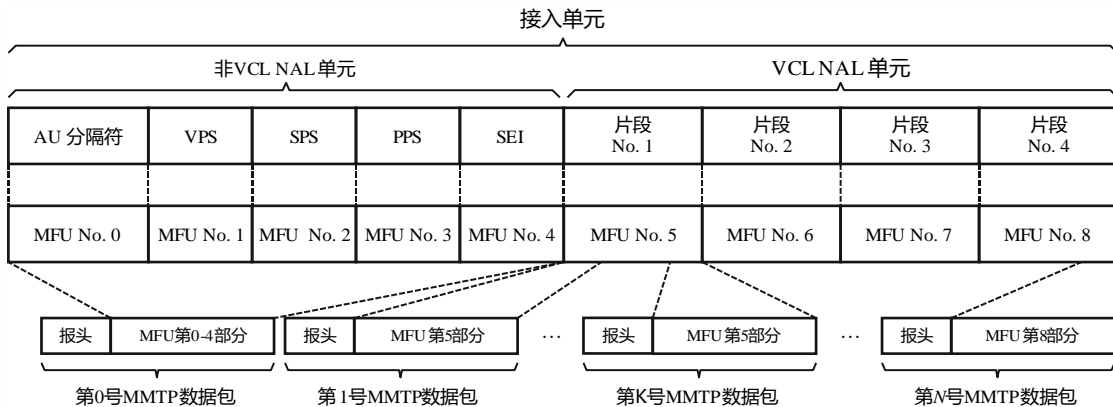 接入单元
非VCL NAL 单元 VCL NAL 单元
AU 分隔符 VPS SPS PPS SEI 片段 No. 1 片段 No. 2 片段 No. 3 片段 No. 4
MFU No. 0 MFU No. 1 MFU No. 2 MFU No. 3 MFU No. 4 MFU No. 5 MFU No. 6 MFU No. 7 MFU No. 8
报头 MFU第0-4部分 报头 MFU第5部分 … 报头 MFU第5部分 … 报头 MFU第8部分
第0号MMTP数据包 第1号MMTP数据包 第K号MMTP数据包 第N号MMTP数据包